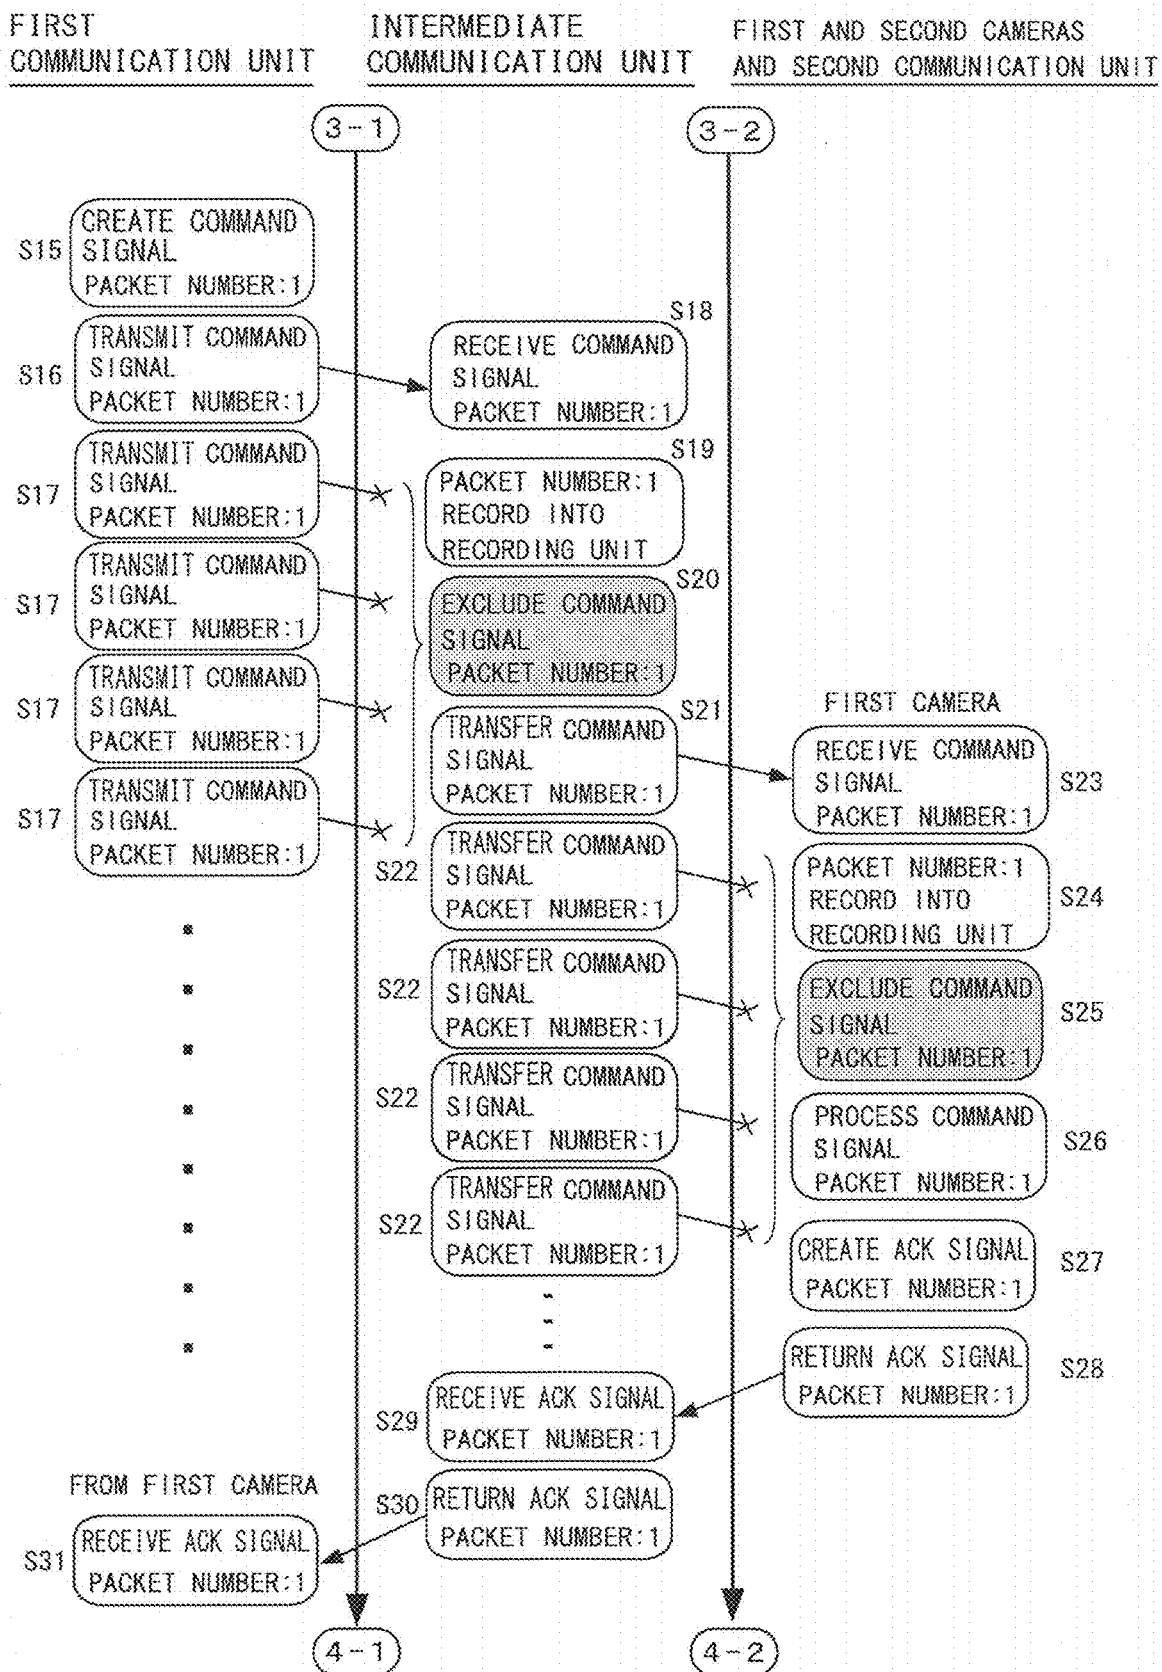 FIRST
COMMUNICATION UNIT
INTERMEDIATE
COMMUNICATION UNIT
FIRST AND SECOND CAMERAS
AND SECOND COMMUNICATION UNIT
3-1
3-2
S15
CREATE COMMAND
SIGNAL
PACKET NUMBER:1
S16
TRANSMIT COMMAND
SIGNAL
PACKET NUMBER:1
S17
TRANSMIT COMMAND
SIGNAL
PACKET NUMBER:1
S17
TRANSMIT COMMAND
SIGNAL
PACKET NUMBER:1
S17
TRANSMIT COMMAND
SIGNAL
PACKET NUMBER:1
S17
TRANSMIT COMMAND
SIGNAL
PACKET NUMBER:1
S18
RECEIVE COMMAND
SIGNAL
PACKET NUMBER:1
S19
PACKET NUMBER:1
RECORD INTO
RECORDING UNIT
S20
EXCLUDE COMMAND
SIGNAL
PACKET NUMBER:1
S21
TRANSFER COMMAND
SIGNAL
PACKET NUMBER:1
S22
TRANSFER COMMAND
SIGNAL
PACKET NUMBER:1
S22
TRANSFER COMMAND
SIGNAL
PACKET NUMBER:1
S22
TRANSFER COMMAND
SIGNAL
PACKET NUMBER:1
S22
TRANSFER COMMAND
SIGNAL
PACKET NUMBER:1
FIRST CAMERA
RECEIVE COMMAND
SIGNAL
PACKET NUMBER:1
S23
PACKET NUMBER:1
RECORD INTO
RECORDING UNIT
S24
EXCLUDE COMMAND
SIGNAL
PACKET NUMBER:1
S25
PROCESS COMMAND
SIGNAL
PACKET NUMBER:1
S26
CREATE ACK SIGNAL
PACKET NUMBER:1
S27
RETURN ACK SIGNAL
PACKET NUMBER:1
S28
S29
RECEIVE ACK SIGNAL
PACKET NUMBER:1
S30
RETURN ACK SIGNAL
PACKET NUMBER:1
FROM FIRST CAMERA
S31
RECEIVE ACK SIGNAL
PACKET NUMBER:1
4-1
4-2